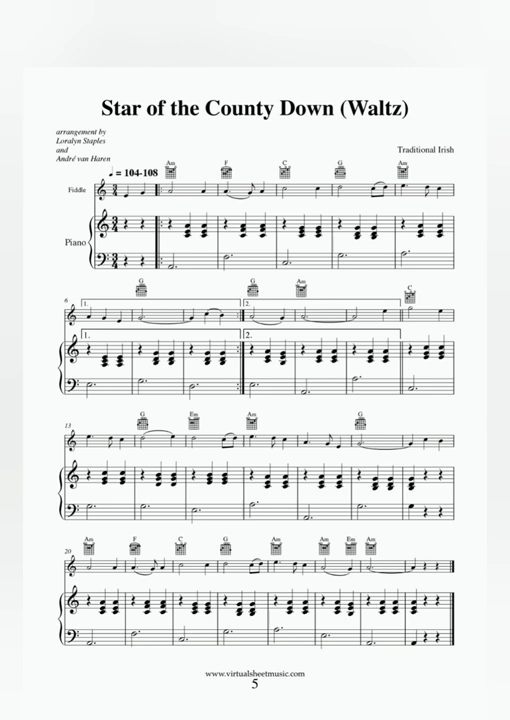 Star of the County Down (Waltz)
arrangement by
Loralyn Staples
and
André van Haren
Traditional Irish
♩ = 104-108
Am F C G Am
Fiddle
Piano
G G Am C
6 1. 2.
1. 2.
G Em Am G
13
Am F C G Am Em Am
20
www.virtualsheetmusic.com
5